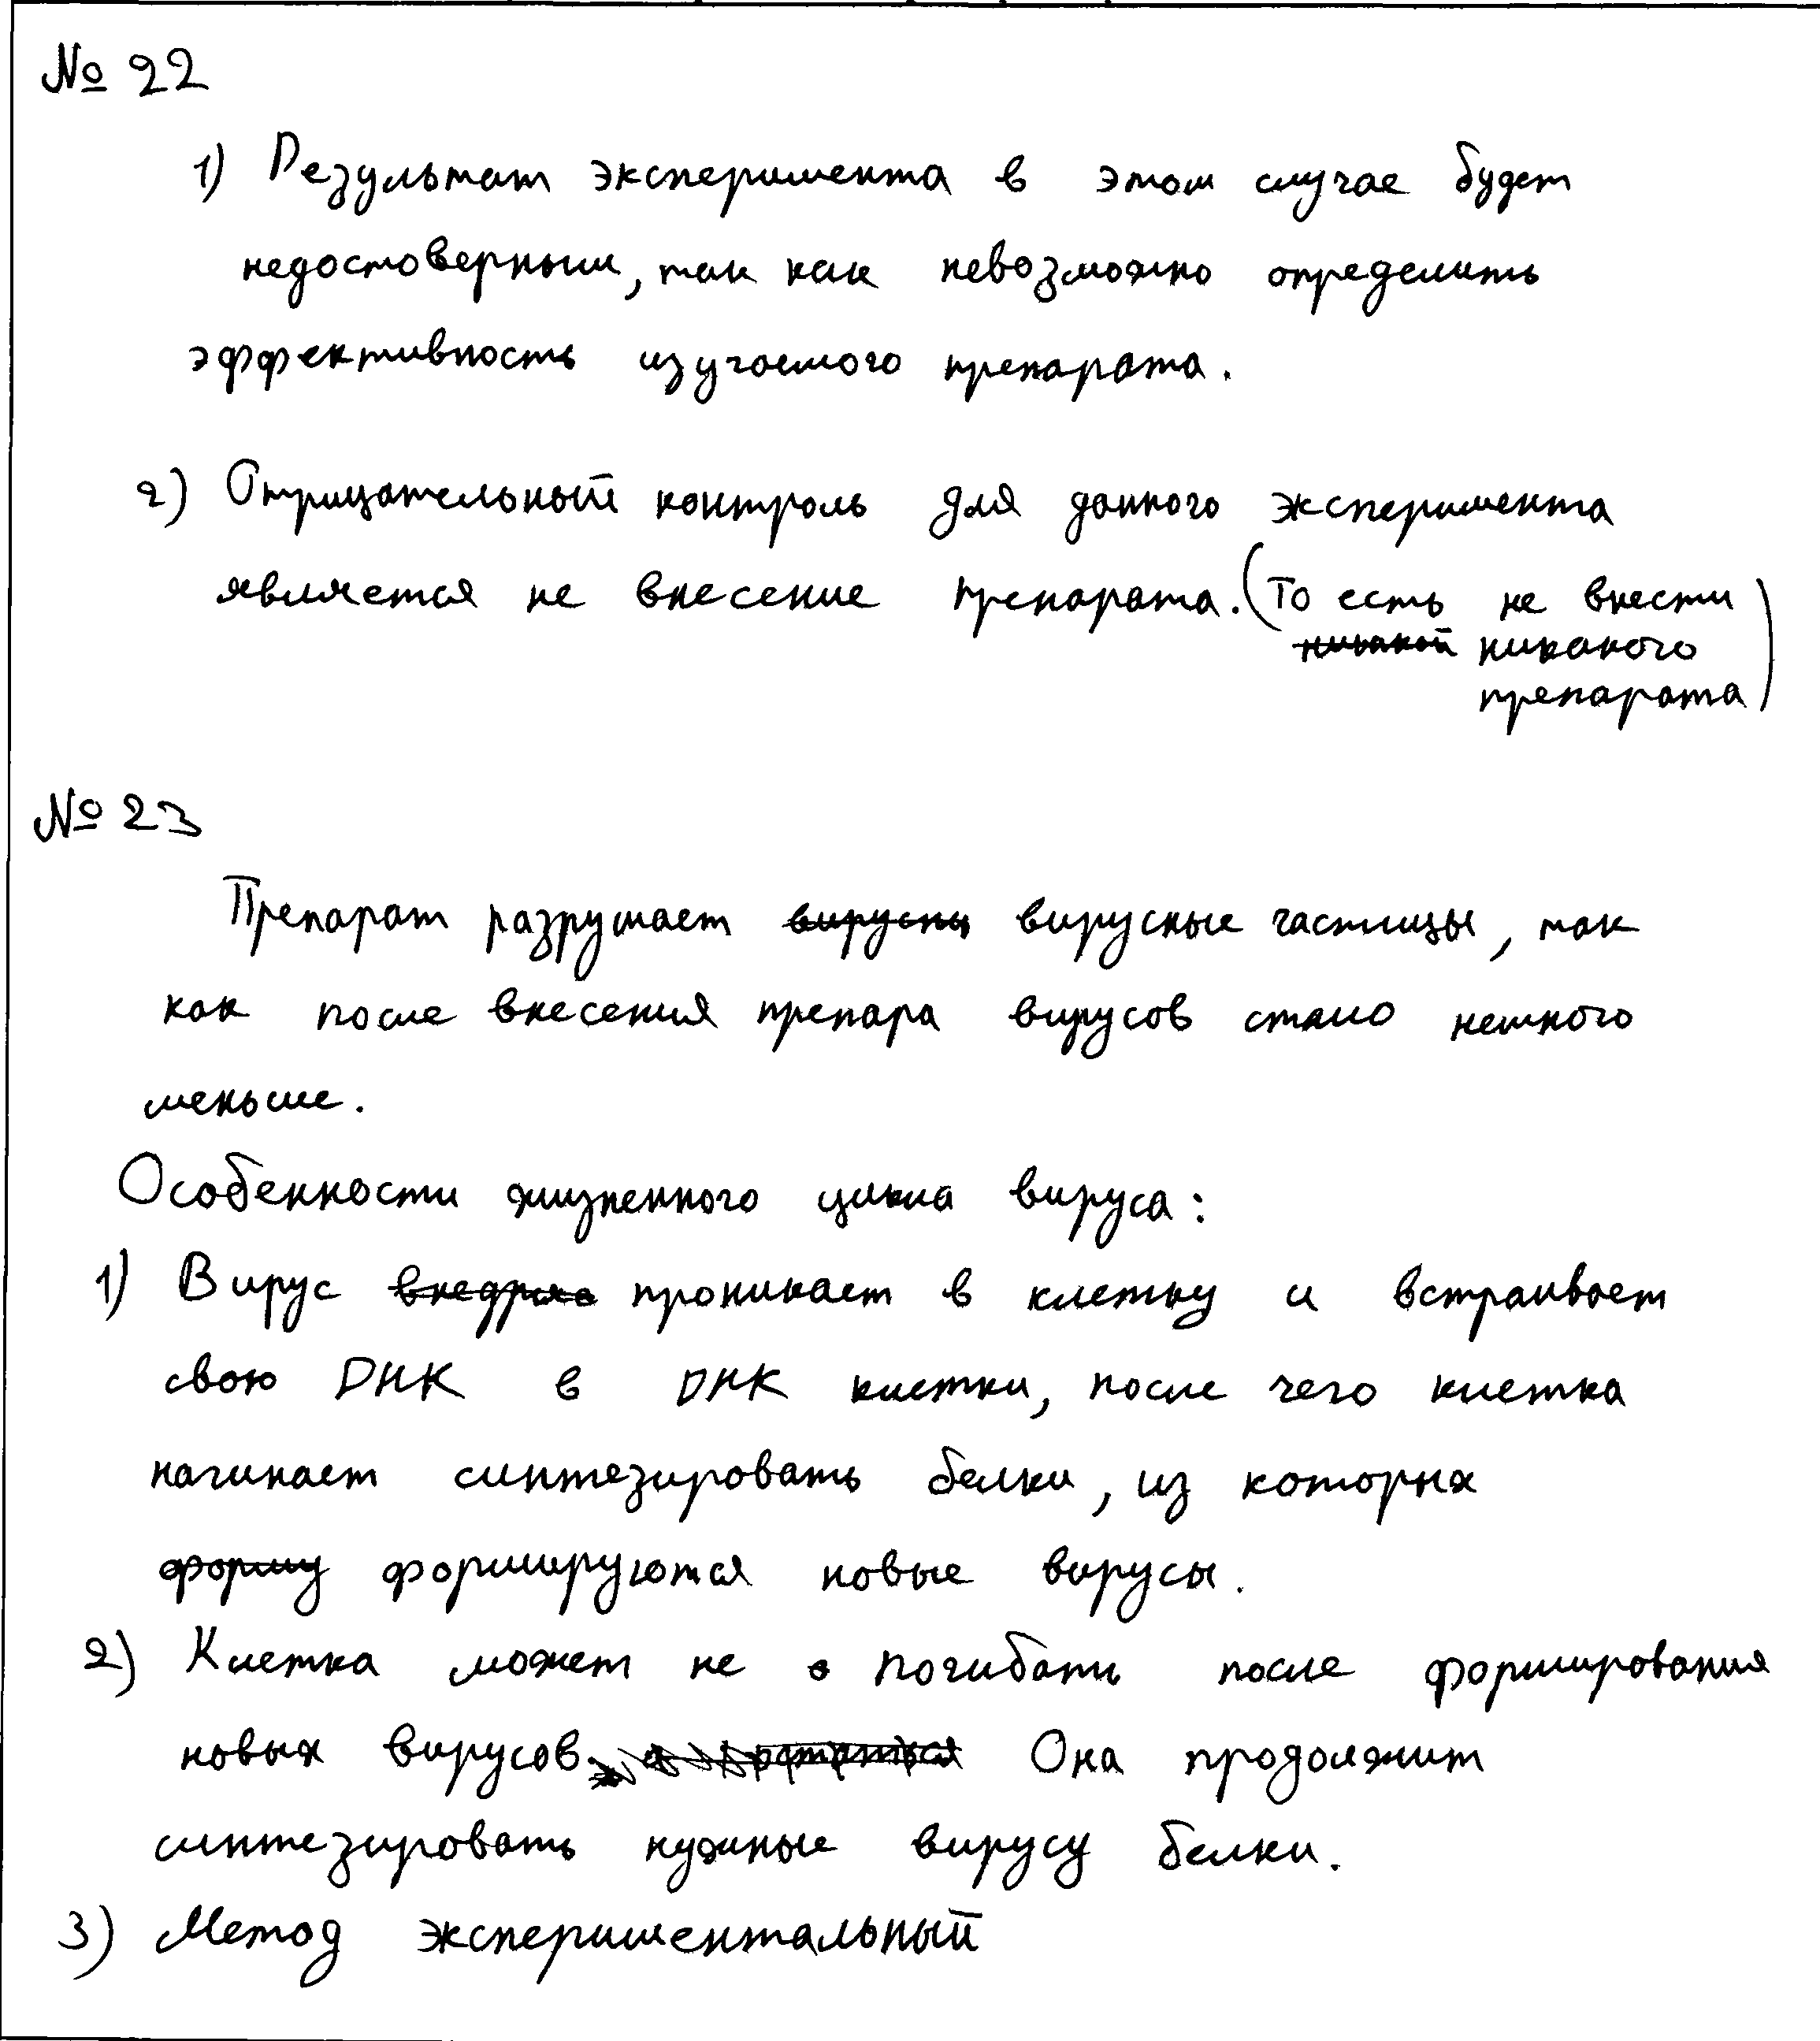 № 22
1) Результат эксперимента в этом случае будет
недостоверным, так как невозможно определить
эффективность изучаемого препарата.
2) Отрицательный контроль для данного эксперимента
является не внесение препарата. (То есть не внести
никакой никакого
препарата)
№ 23
Препарат разрушает вирусны вирусные частицы, так
как после внесения препара вирусов стало немного
меньше.
Особенности жизненного цикла вируса:
1) Вирус внедряе проникает в клетку и встраивает
свою ДНК в ДНК клетки, после чего клетка
начинает синтезировать белки, из которых
форму формируются новые вирусы.
2) Клетка может не о погибать после формирования
новых вирусов. Она продолжит
синтезировать нужные вирусу белки.
3) Метод экспериментальный